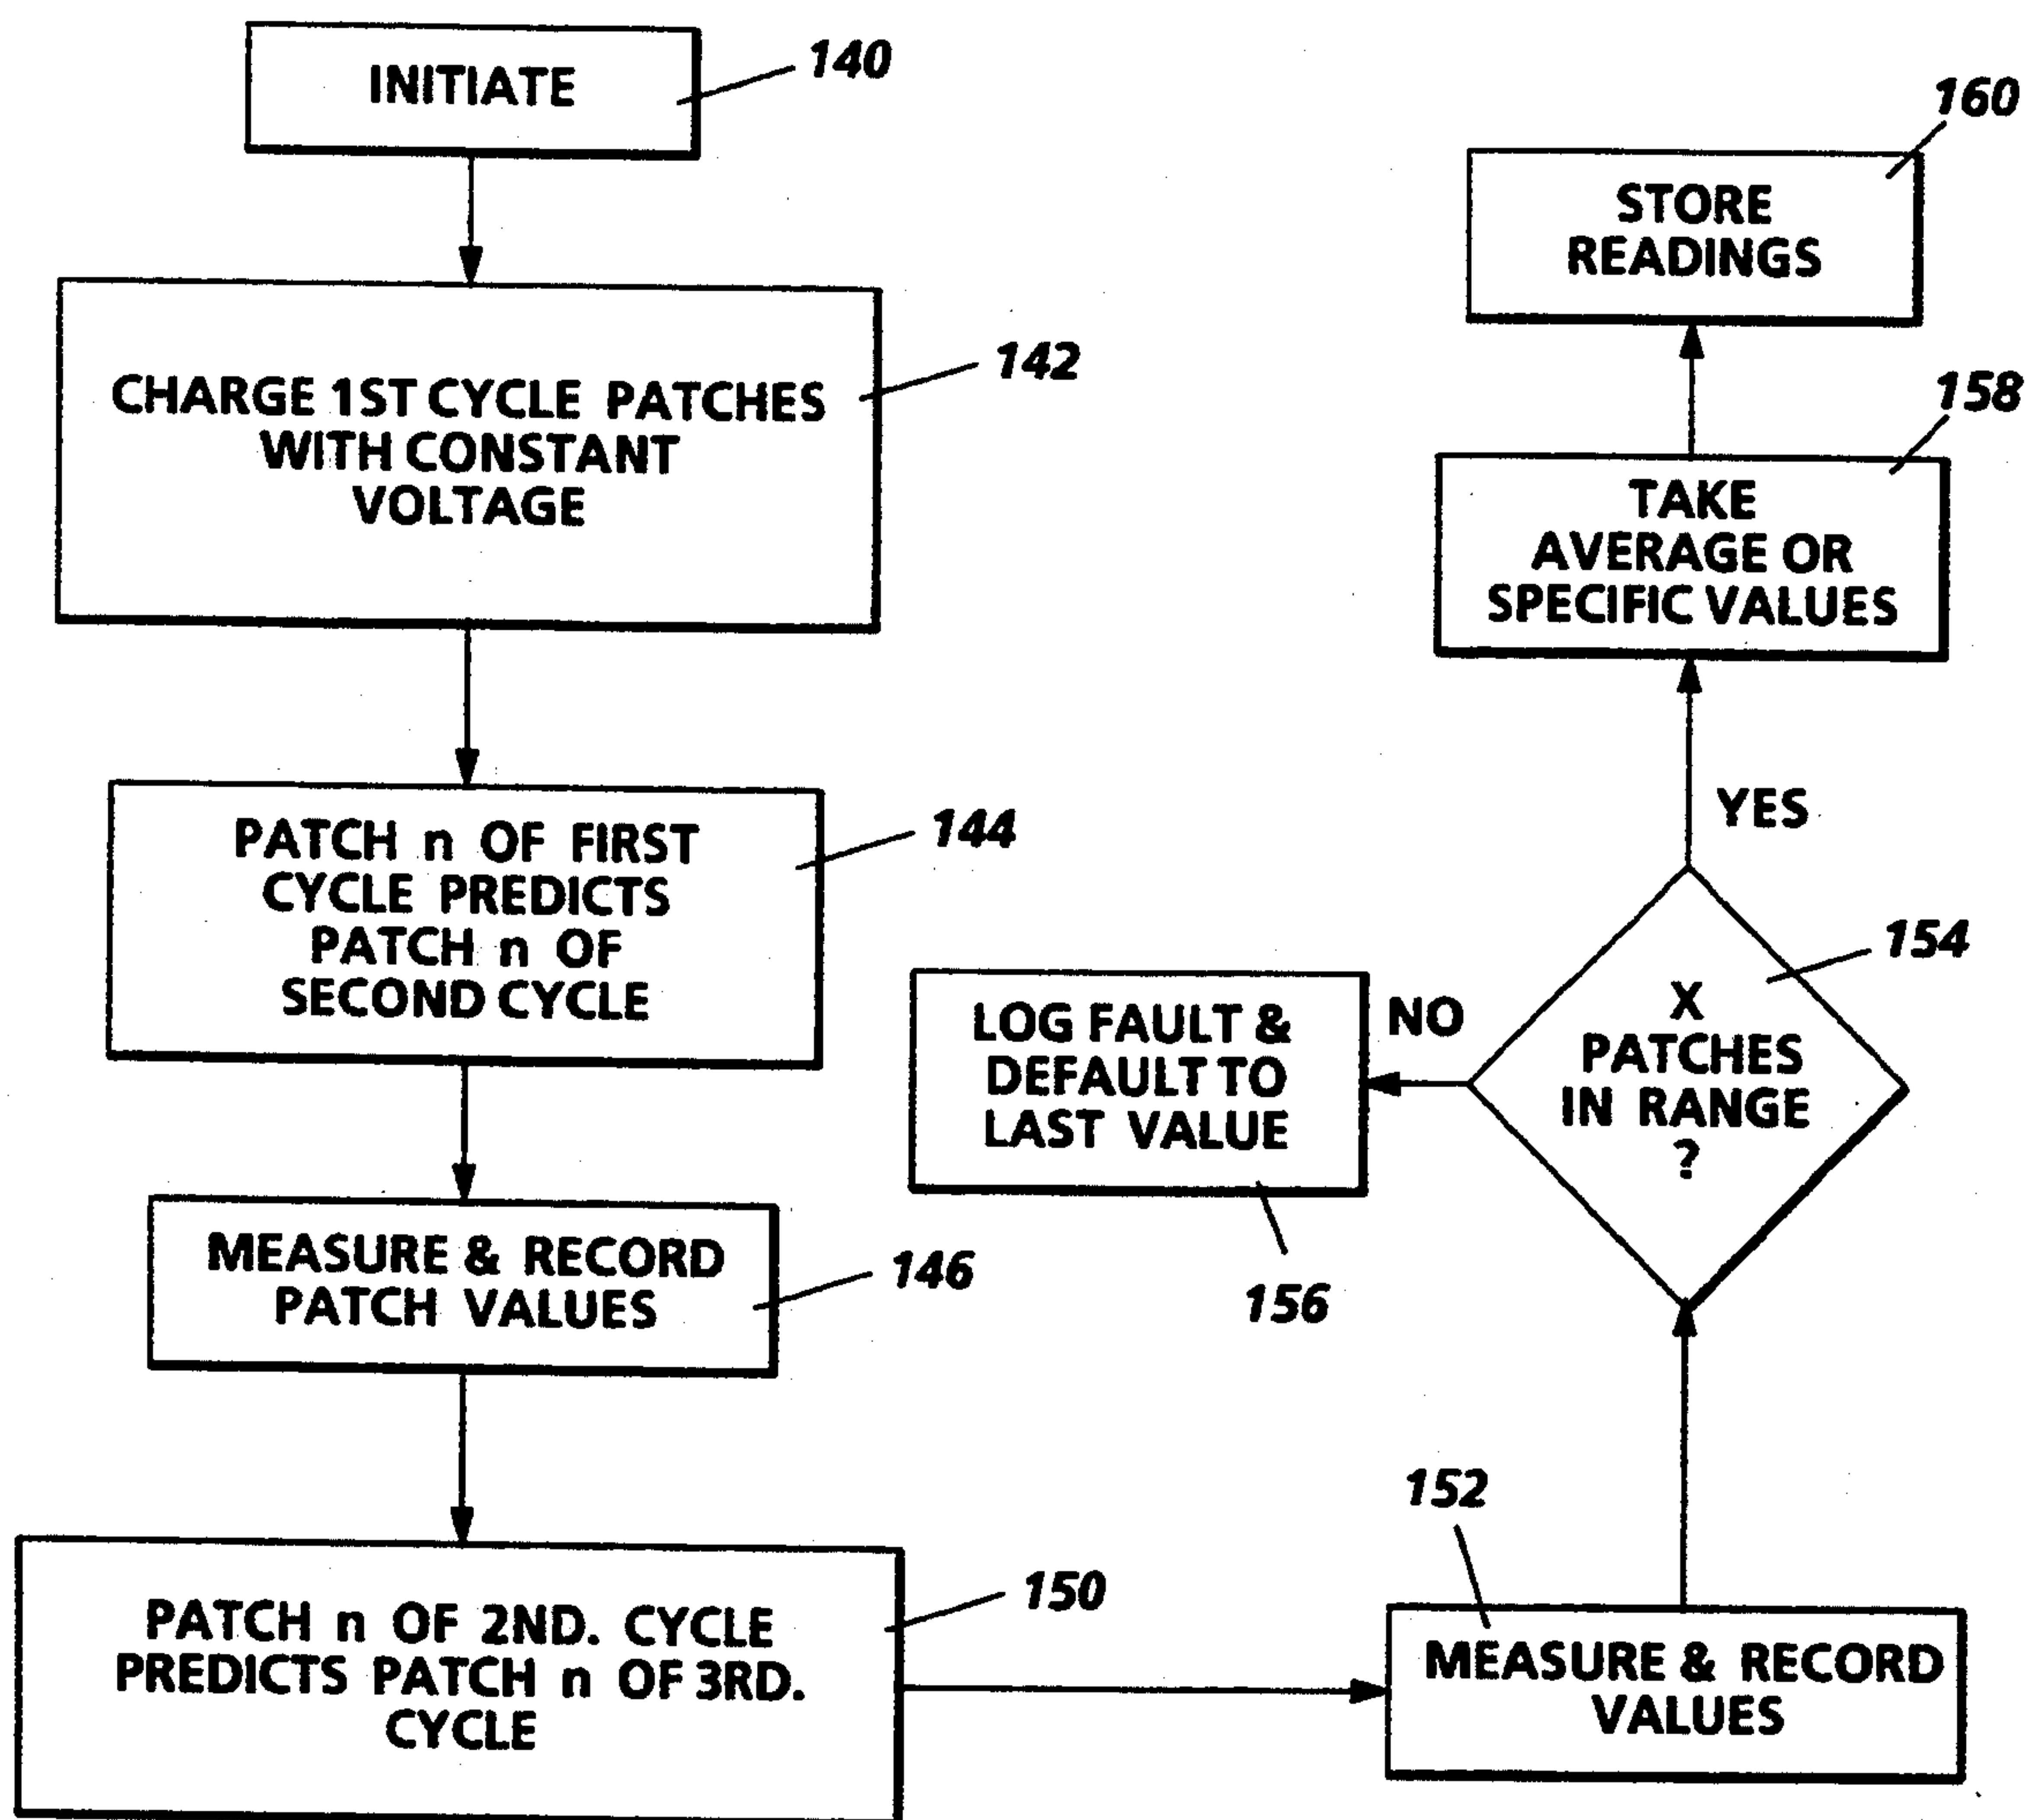 INITIATE
140
CHARGE 1ST CYCLE PATCHES
WITH CONSTANT
VOLTAGE
142
PATCH n OF FIRST
CYCLE PREDICTS
PATCH n OF
SECOND CYCLE
144
MEASURE & RECORD
PATCH VALUES
146
PATCH n OF 2ND. CYCLE
PREDICTS PATCH n OF 3RD.
CYCLE
150
152
MEASURE & RECORD
VALUES
154
X
PATCHES
IN RANGE
?
NO
LOG FAULT &
DEFAULT TO
LAST VALUE
156
YES
158
TAKE
AVERAGE OR
SPECIFIC VALUES
160
STORE
READINGS